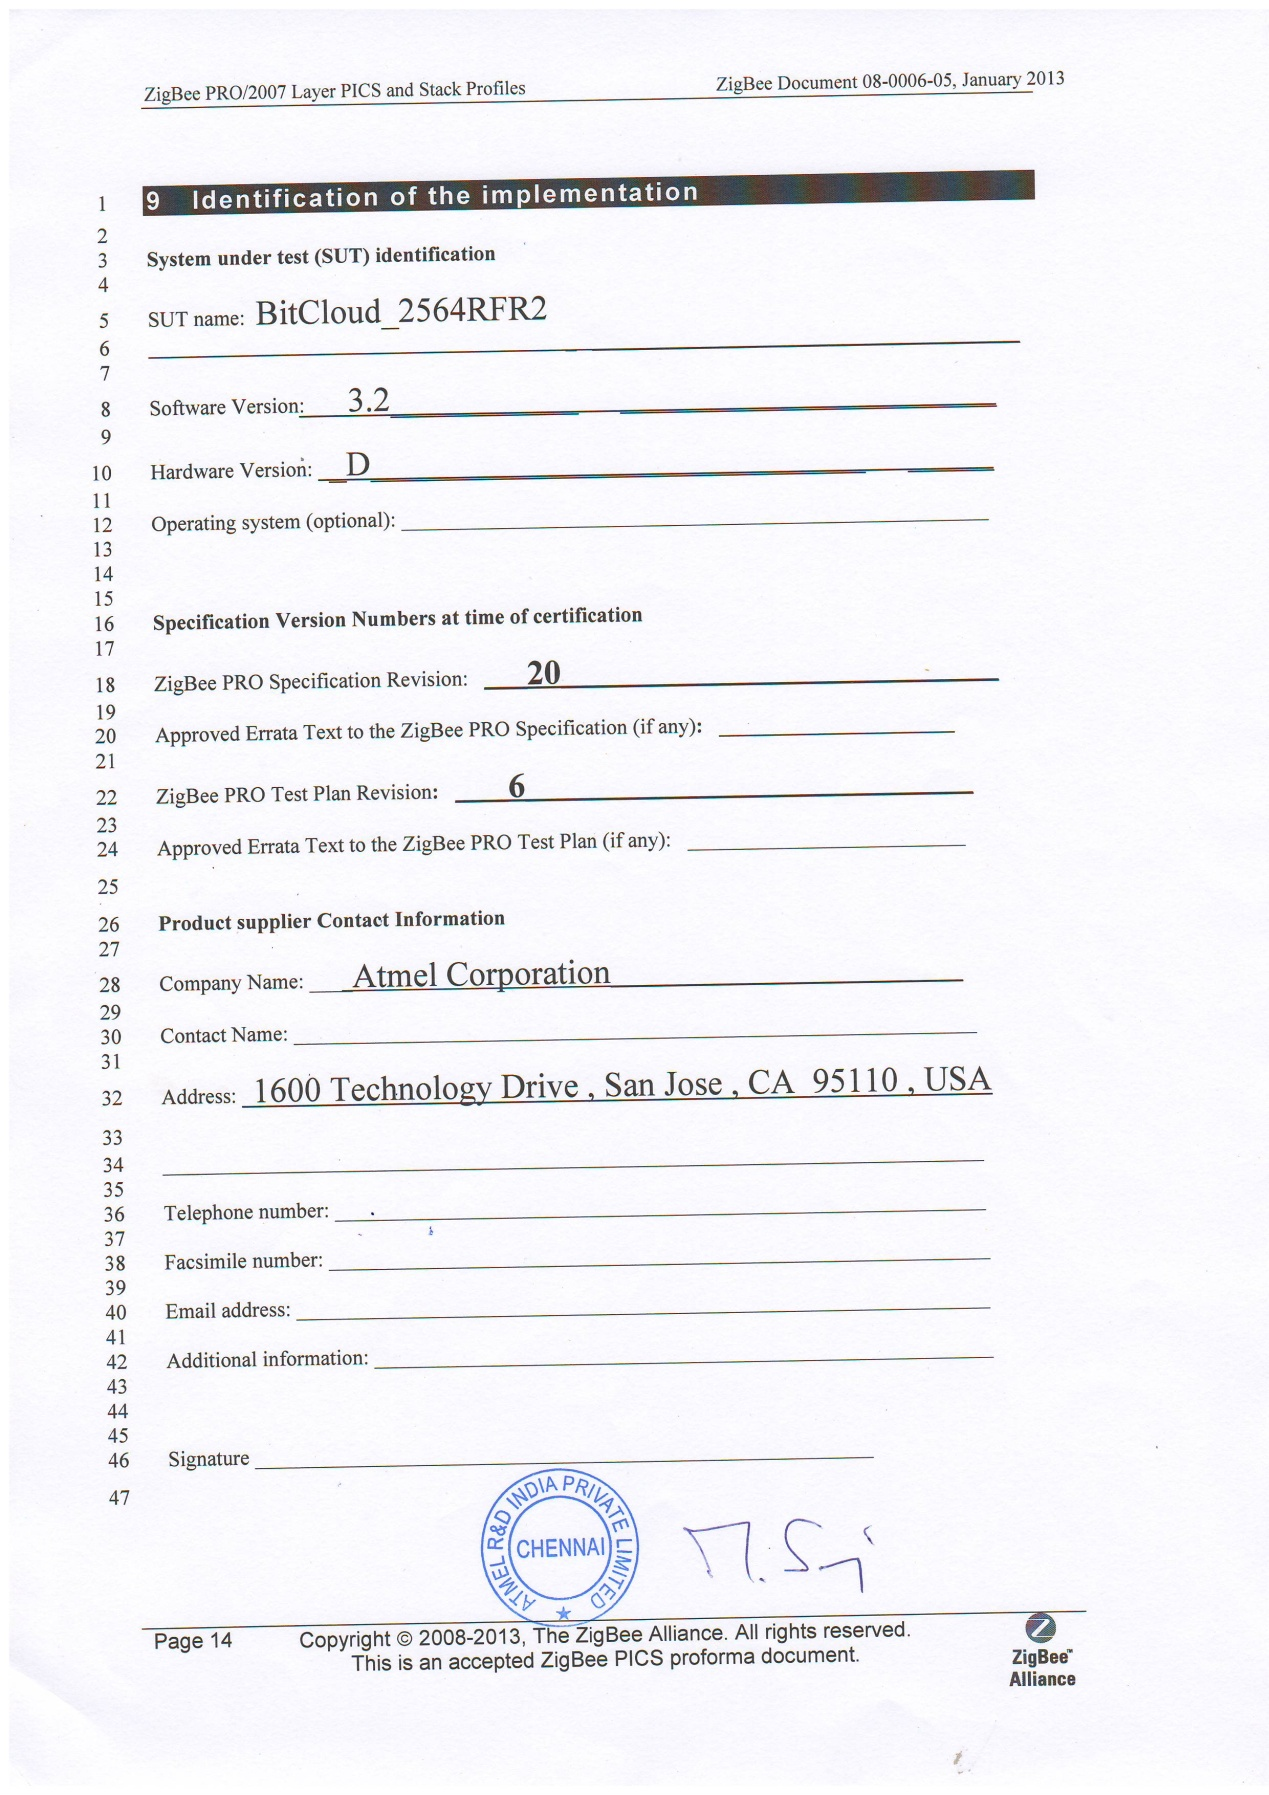 ZigBee PRO/2007 Layer PICS and Stack Profiles ZigBee Document 08-0006-05, January 2013
1 9 Identification of the implementation
2
3 System under test (SUT) identification
4
5 SUT name: BitCloud_2564RFR2
6
7
8 Software Version: 3.2
9
10 Hardware Version: D
11
12 Operating system (optional):
13
14
15
16 Specification Version Numbers at time of certification
17
18 ZigBee PRO Specification Revision: 20
19
20 Approved Errata Text to the ZigBee PRO Specification (if any):
21
22 ZigBee PRO Test Plan Revision: 6
23
24 Approved Errata Text to the ZigBee PRO Test Plan (if any):
25
26 Product supplier Contact Information
27
28 Company Name: Atmel Corporation
29
30 Contact Name:
31
32 Address: 1600 Technology Drive , San Jose , CA 95110 , USA
33
34
35
36 Telephone number:
37
38 Facsimile number:
39
40 Email address:
41
42 Additional information:
43
44
45
46 Signature
47
ATMEL R&D INDIA PRIVATE LIMITED
CHENNAI
Page 14 Copyright © 2008-2013, The ZigBee Alliance. All rights reserved.
This is an accepted ZigBee PICS proforma document.
ZigBee™
Alliance